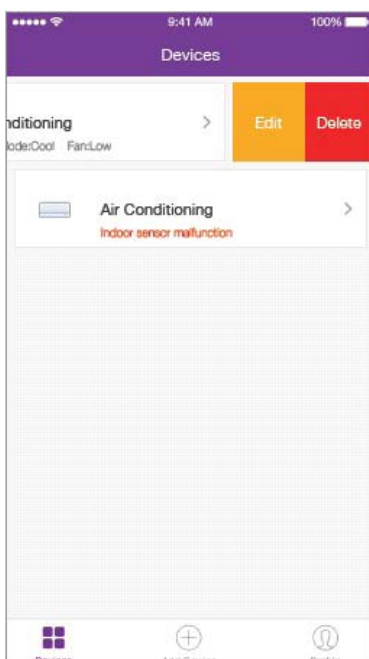 9:41 AM 100%
Devices
nditioning
Edit
Delete
lode:Cool Fan:Low
Air Conditioning
Indoor sensor malfunction